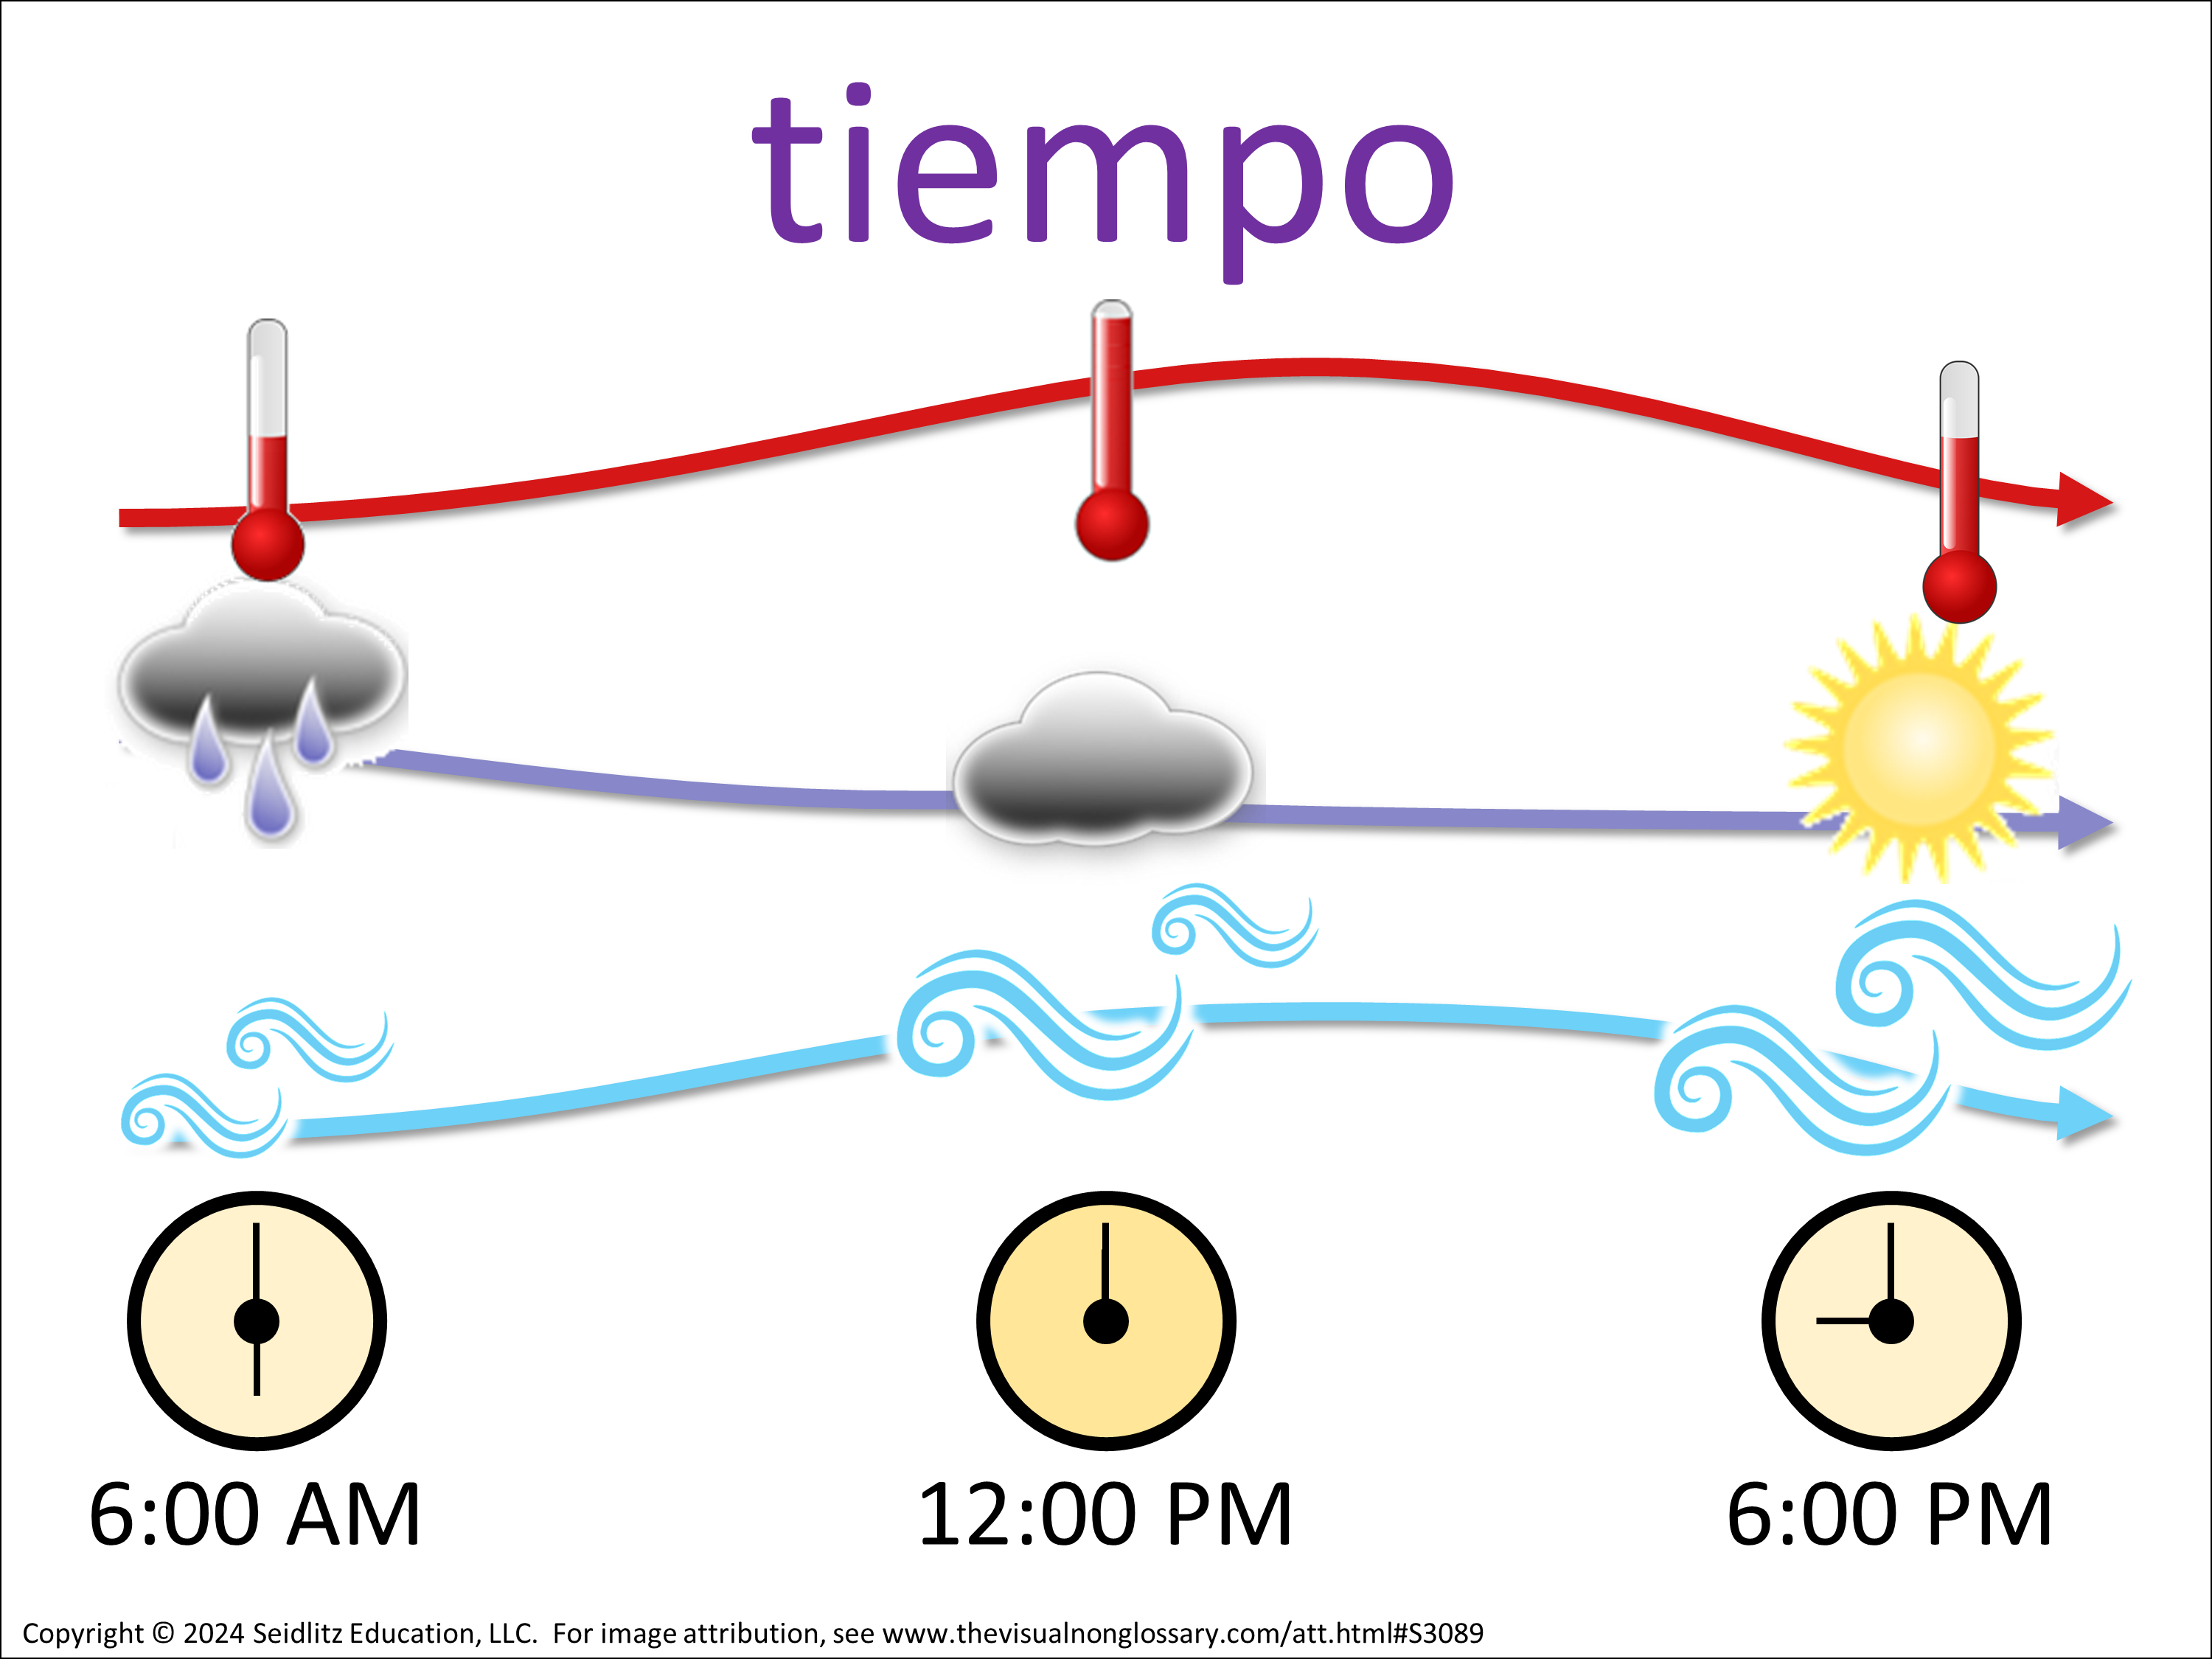 tiempo
6:00 AM
12:00 PM
6:00 PM
Copyright © 2024 Seidlitz Education, LLC.  For image attribution, see www.thevisualnonglossary.com/att.html#S3089